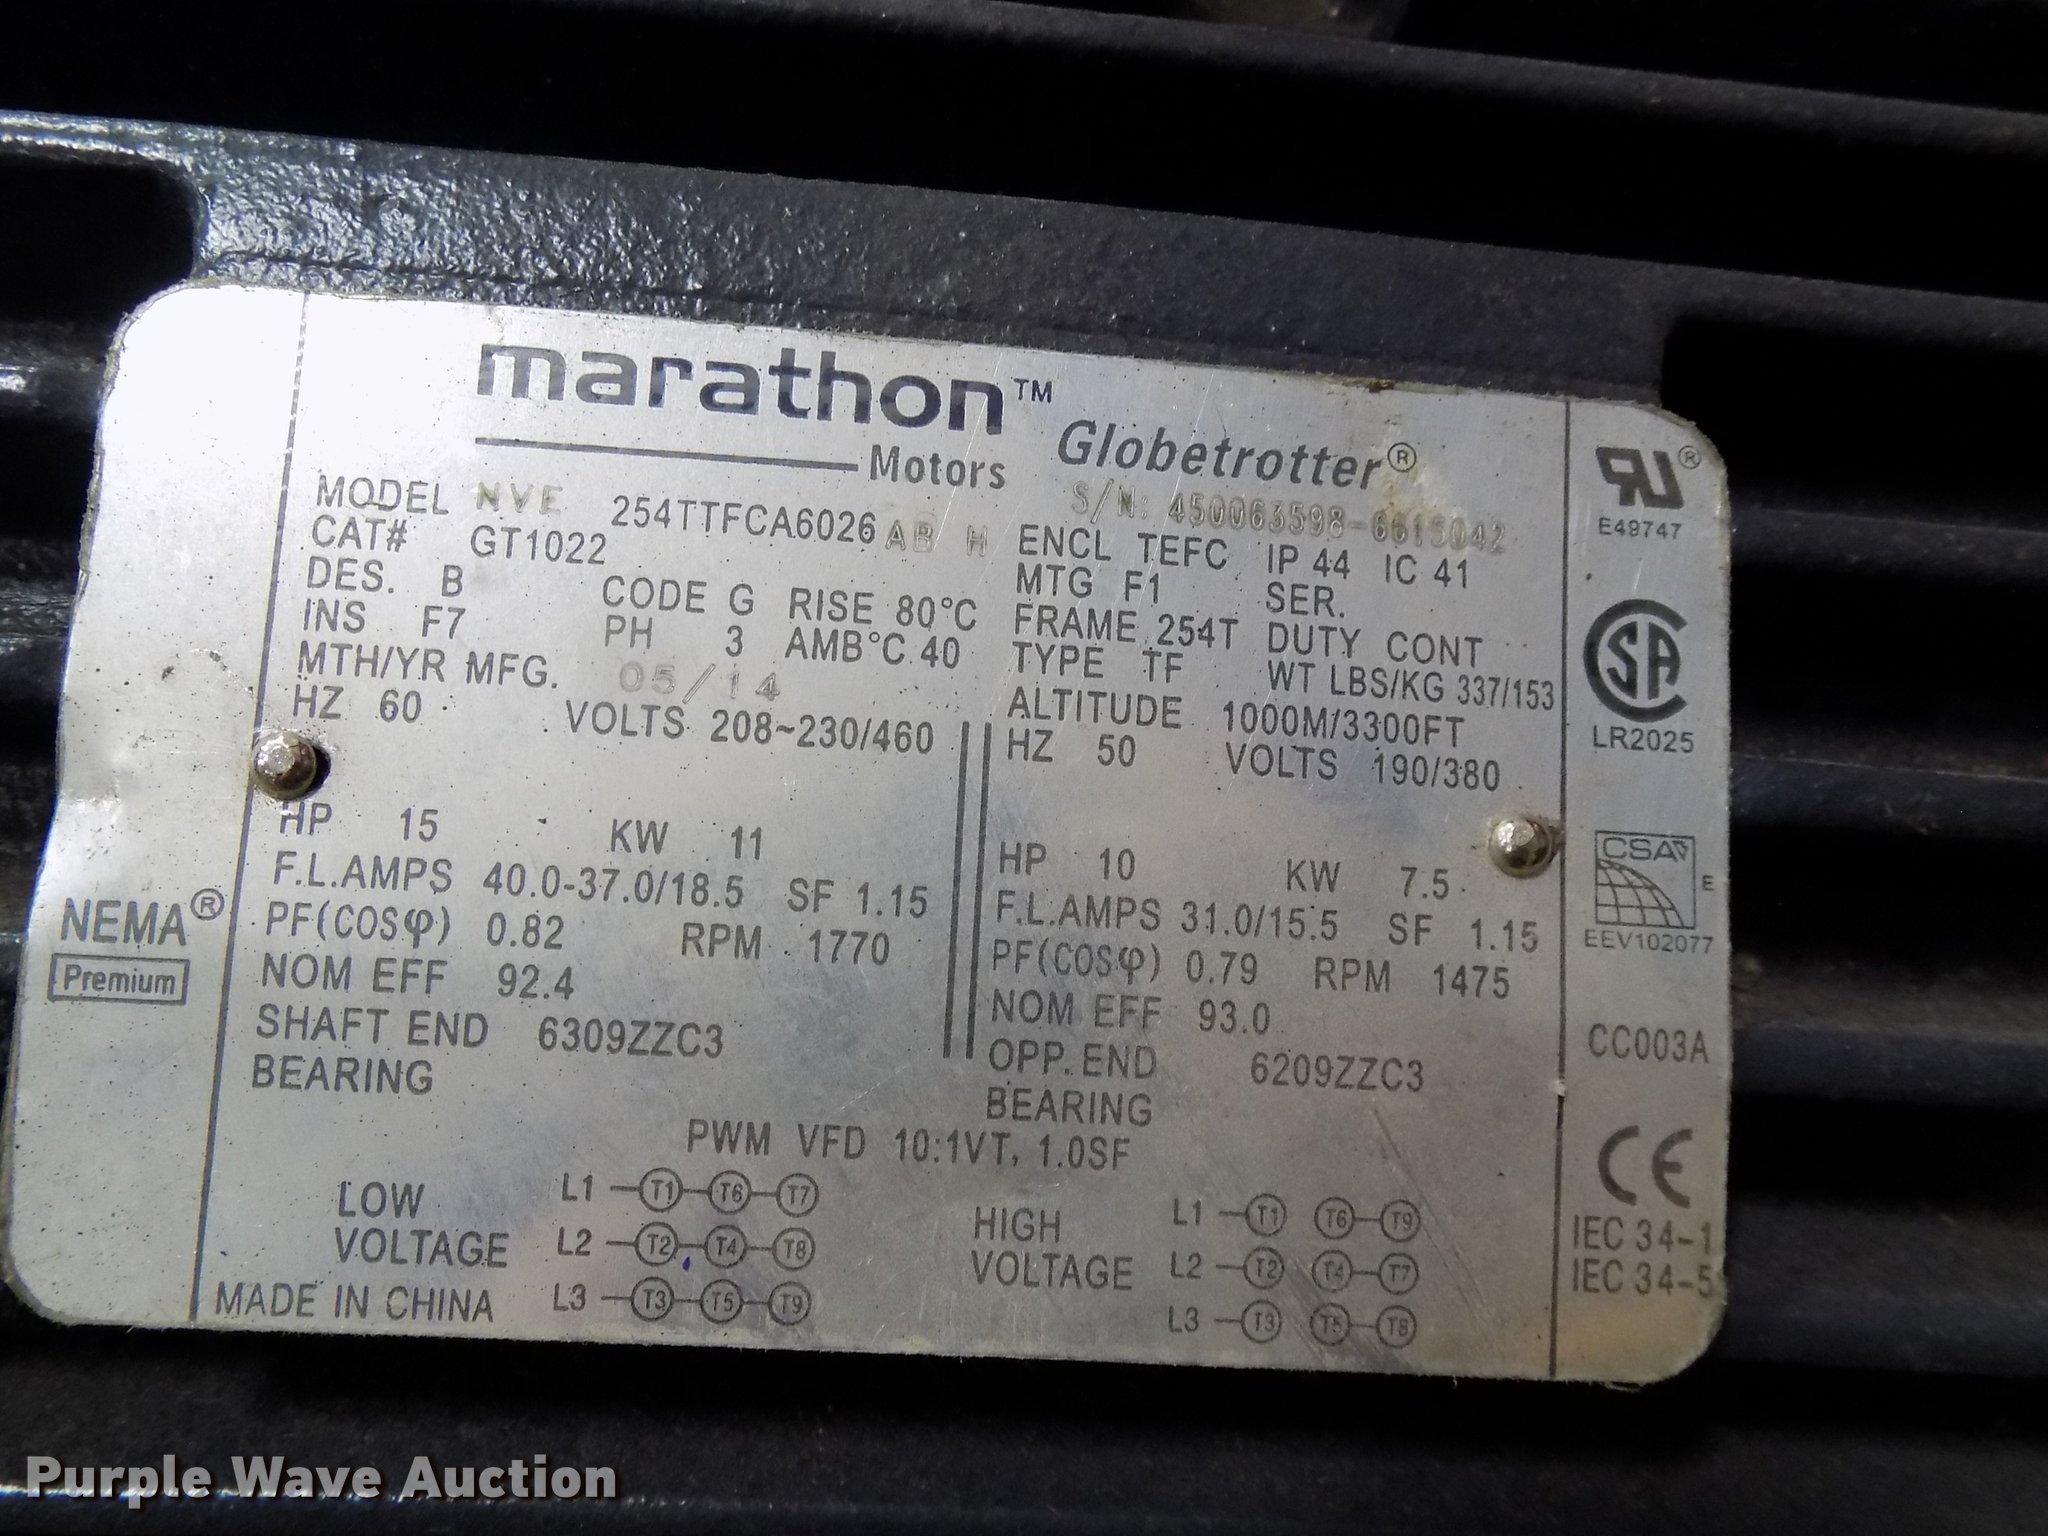 marathon™
Motors Globetrotter®
MODEL NVE 254TTFCA6026 AB H S/N: 450063598-6615042
CAT# GT1022 ENCL TEFC IP 44 IC 41
DES. B CODE G RISE 80°C MTG F1 SER.
INS F7 PH 3 AMB°C 40 FRAME 254T DUTY CONT
MTH/YR MFG. 05/14 TYPE TF WT LBS/KG 337/153
HZ 60 VOLTS 208~230/460 ALTITUDE 1000M/3300FT
HZ 50 VOLTS 190/380
HP 15 KW 11 HP 10 KW 7.5
F.L.AMPS 40.0-37.0/18.5 SF 1.15 F.L.AMPS 31.0/15.5 SF 1.15
PF(COSφ) 0.82 RPM 1770 PF(COSφ) 0.79 RPM 1475
NOM EFF 92.4 NOM EFF 93.0
SHAFT END 6309ZZC3 OPP.END 6209ZZC3
BEARING BEARING
PWM VFD 10:1VT, 1.0SF
LOW L1 T1 T6 T7 HIGH L1 T1 T6 T9
VOLTAGE L2 T2 T4 T8 VOLTAGE L2 T2 T4 T7
MADE IN CHINA L3 T3 T5 T9 L3 T3 T5 T8
NEMA®
Premium
RU®
E49747
CSA
LR2025
CSA E
EEV102077
CC003A
CE
IEC 34-1
IEC 34-5
Purple Wave Auction